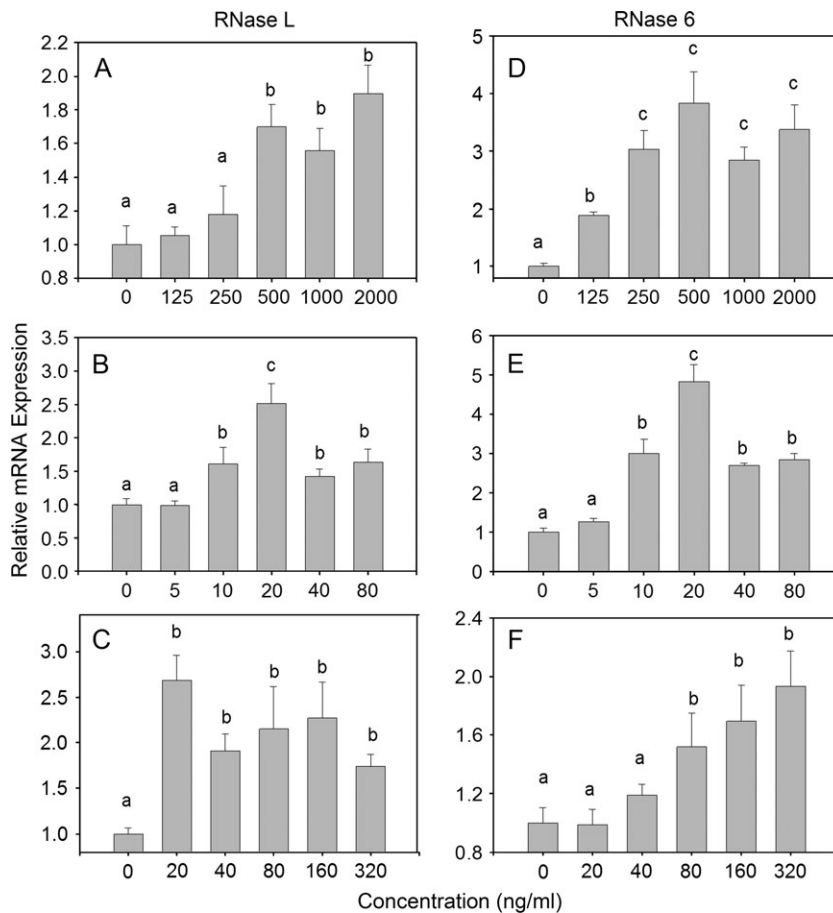 RNase L
RNase 6
A
2.2
2.0
1.8
1.6
1.4
1.2
1.0
0.8
a a a b b b
0 125 250 500 1000 2000
D
6
5
4
3
2
1
a b c c c c
0 125 250 500 1000 2000
Relative mRNA Expression
B
3.5
3.0
2.5
2.0
1.5
1.0
0.5
0.0
a a b c b b
0 5 10 20 40 80
E
6
5
4
3
2
1
0
a a b c b b
0 5 10 20 40 80
C
3.0
2.5
2.0
1.5
1.0
a b b b b b
0 20 40 80 160 320
F
2.4
2.0
1.6
1.2
0.8
a a a b b b
0 20 40 80 160 320
Concentration (ng/ml)